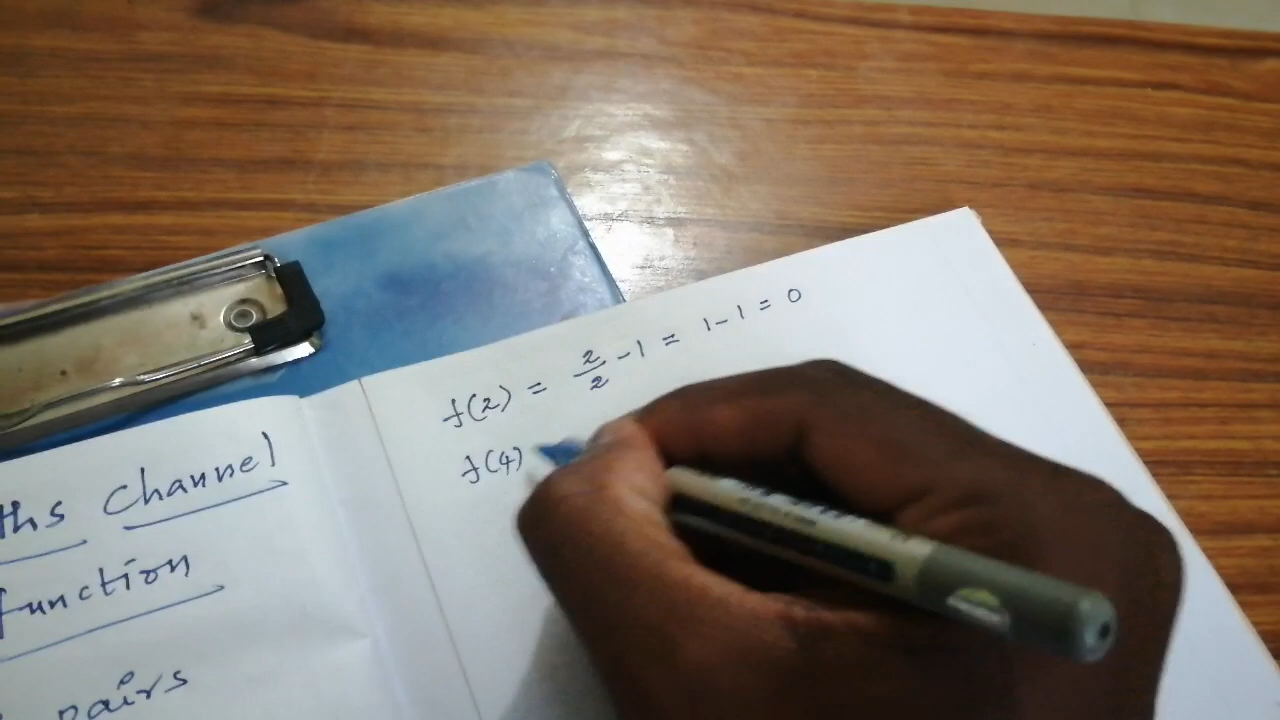 ths channel
function
pairs
f(2) = 2/2 - 1 = 1 - 1 = 0
f(4)